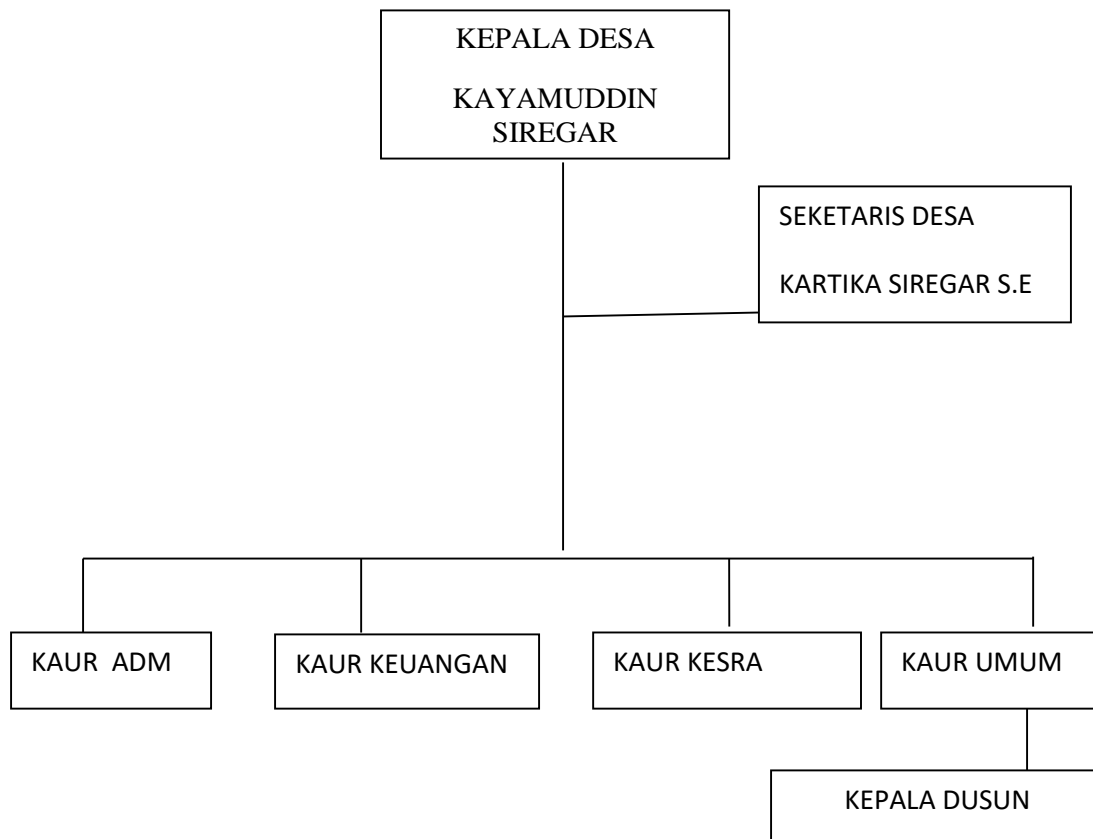 KEPALA DESA
KAYAMUDDIN
SIREGAR
SEKETARIS DESA
KARTIKA SIREGAR S.E
KAUR  ADM
KAUR KEUANGAN
KAUR KESRA
KAUR UMUM
KEPALA DUSUN